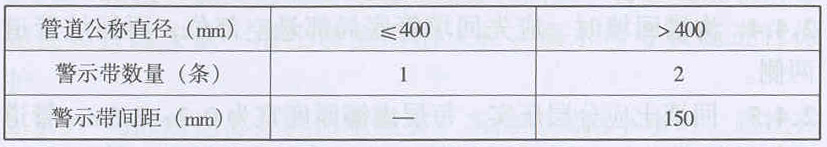 管道公称直径（mm） ≤400 >400
警示带数量（条） 1 2
警示带间距（mm） — 150